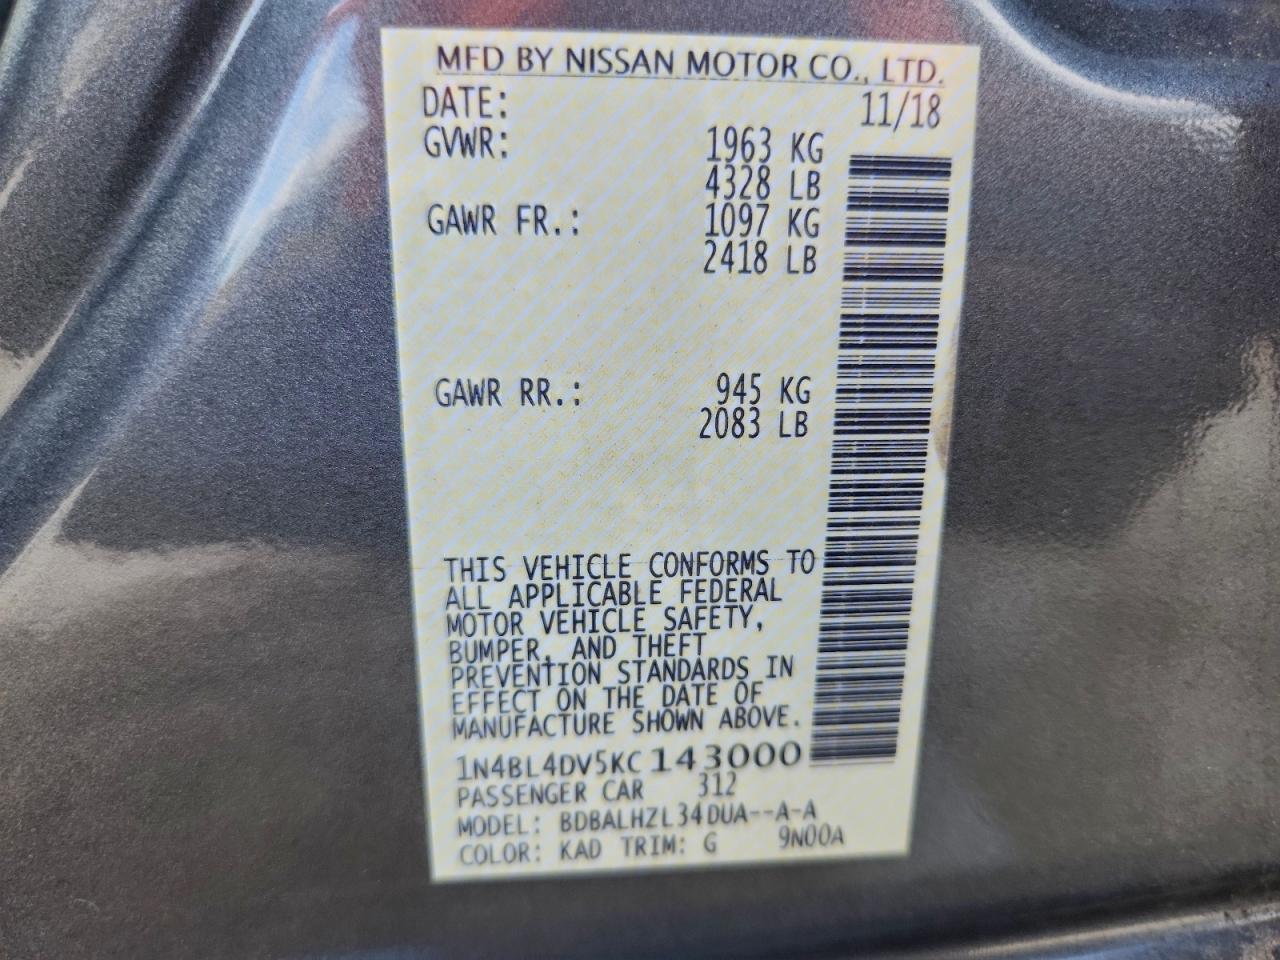 MFD BY NISSAN MOTOR CO., LTD.
DATE: 11/18
GVWR: 1963 KG
4328 LB
GAWR FR.: 1097 KG
2418 LB
GAWR RR.: 945 KG
2083 LB
THIS VEHICLE CONFORMS TO
ALL APPLICABLE FEDERAL
MOTOR VEHICLE SAFETY,
BUMPER, AND THEFT
PREVENTION STANDARDS IN
EFFECT ON THE DATE OF
MANUFACTURE SHOWN ABOVE.
1N4BL4DV5KC143000
PASSENGER CAR 312
MODEL: BDBALHZL34DUA--A-A
COLOR: KAD TRIM: G 9N00A